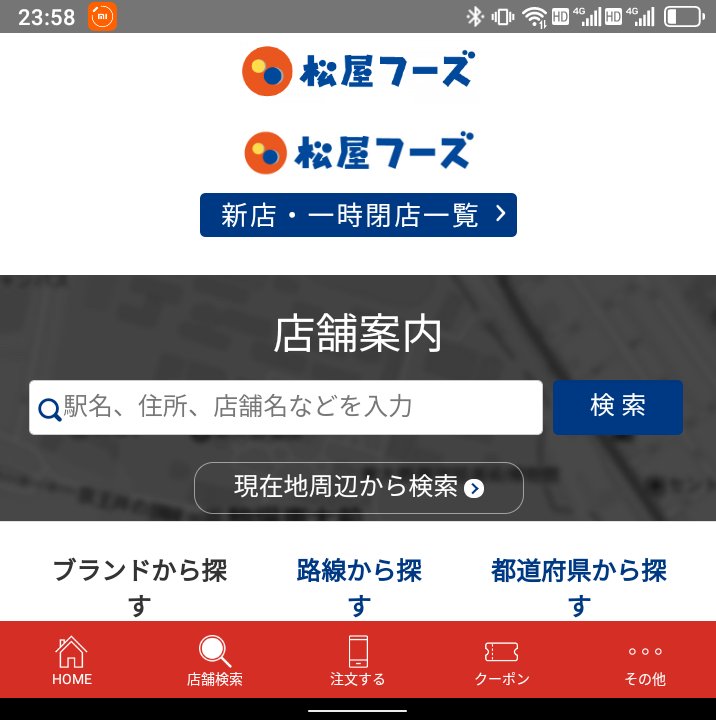 23:58
松屋フーズ
松屋フーズ
新店・一時閉店一覧
店舗案内
駅名、住所、店舗名などを入力
検 索
現在地周辺から検索
ブランドから探す
路線から探す
都道府県から探す
HOME
店舗検索
注文する
クーポン
その他